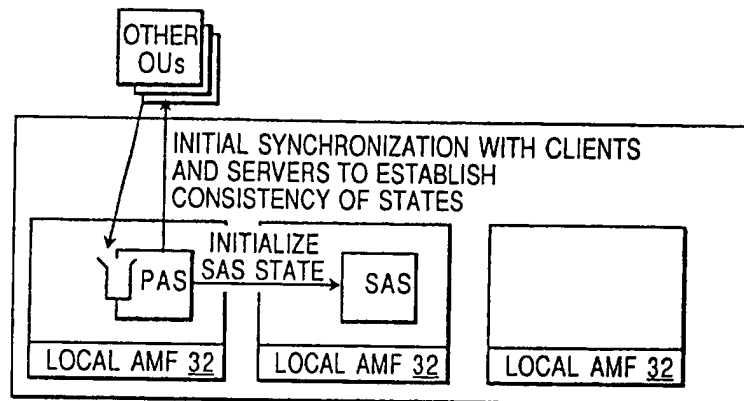 OTHER
OUs
INITIAL SYNCHRONIZATION WITH CLIENTS
AND SERVERS TO ESTABLISH
CONSISTENCY OF STATES
INITIALIZE
SAS STATE
PAS
SAS
LOCAL AMF 32
LOCAL AMF 32
LOCAL AMF 32